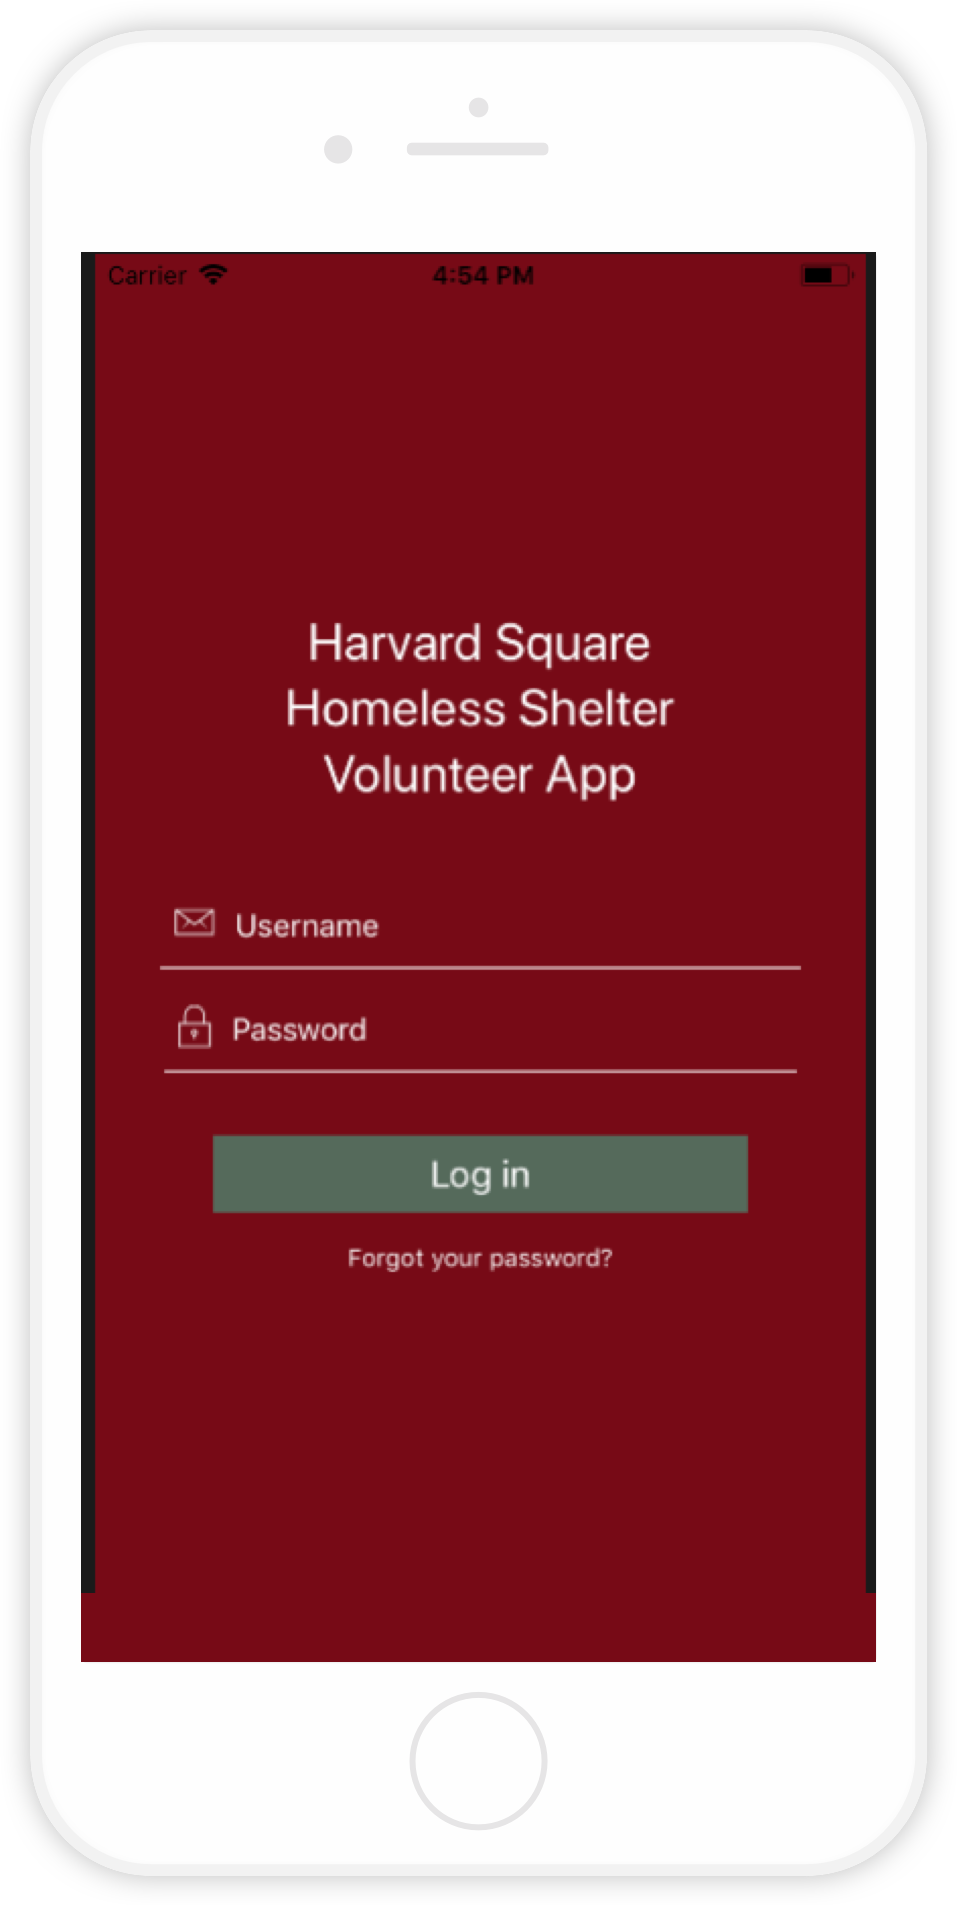 Carrier 4:54 PM
Harvard Square
Homeless Shelter
Volunteer App
Username
Password
Log in
Forgot your password?